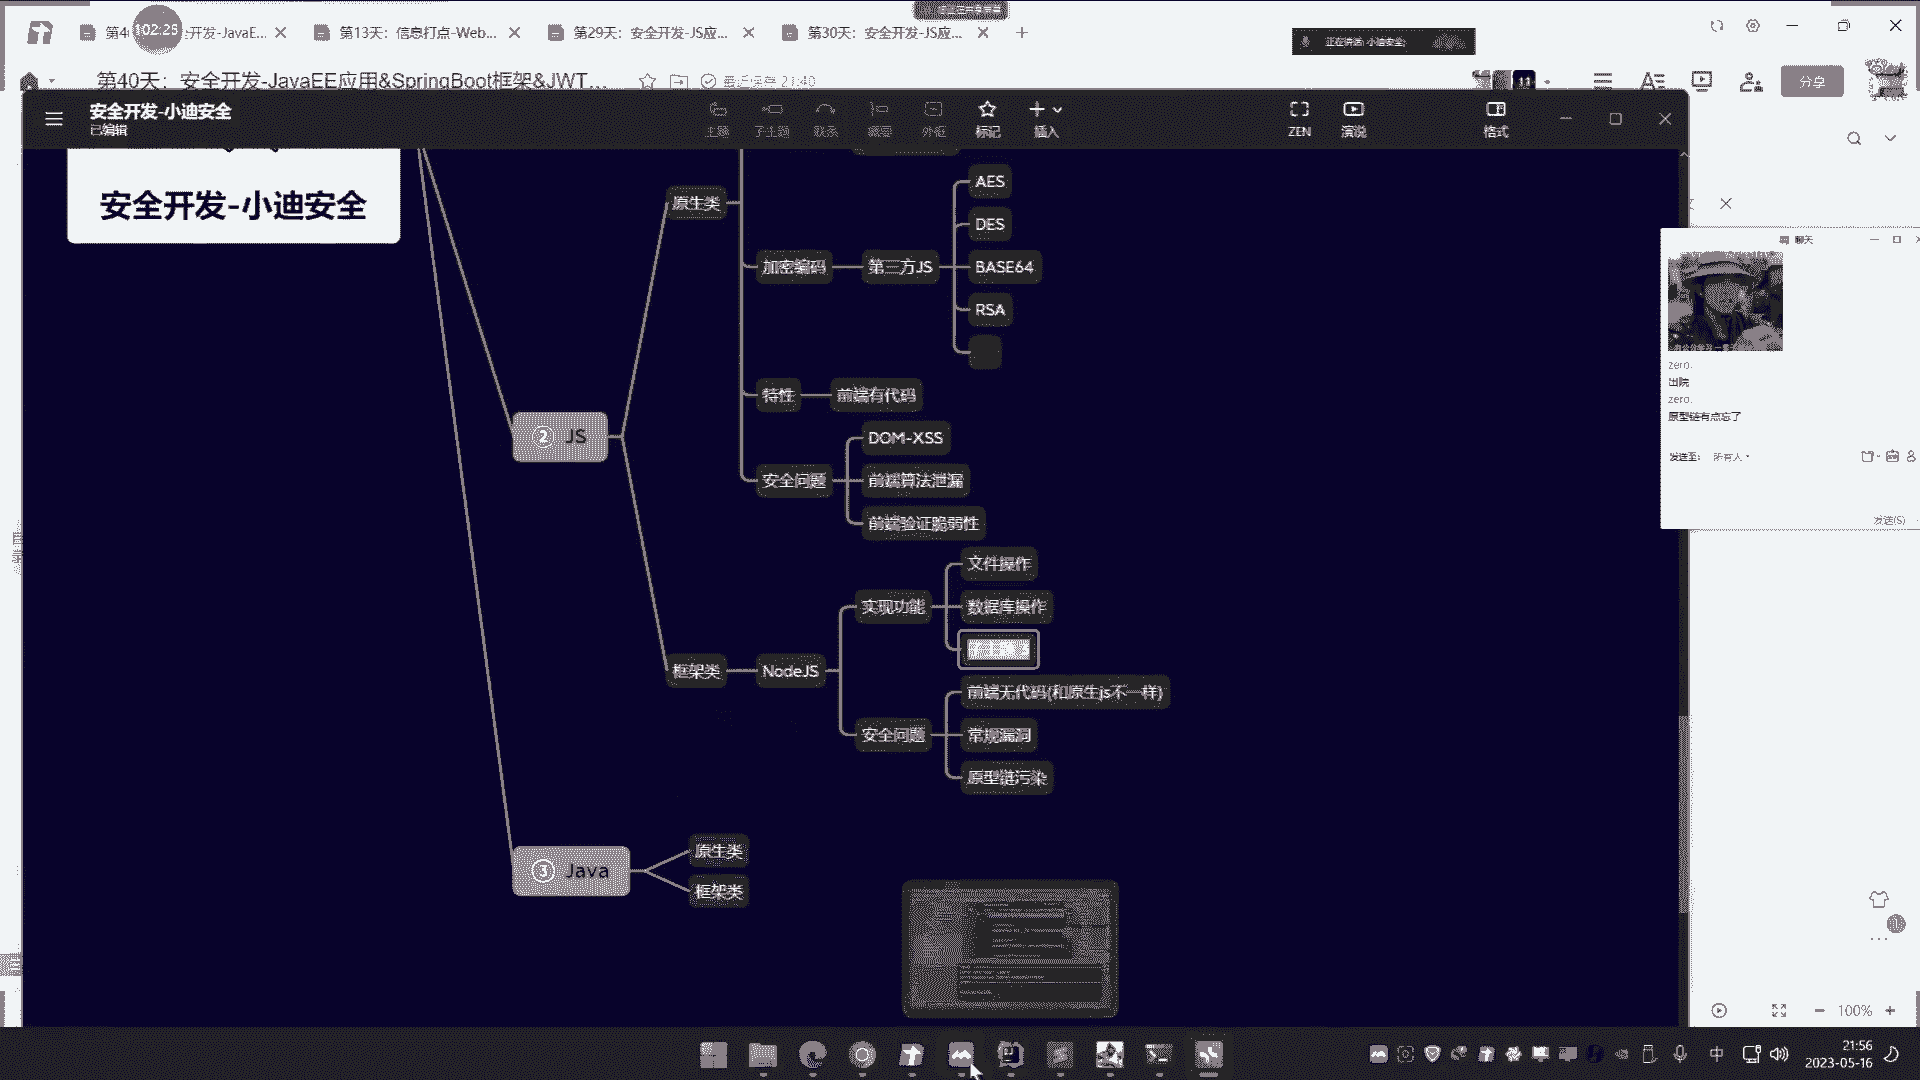 102:25
第13天：信息打点-Web...
第29天：安全开发-JS应...
第30天：安全开发-JS应...
正在讲话: 小迪安全;
第40天：安全开发-JavaEE应用&SpringBoot框架&JWT...
最近保存 21:40
分享
安全开发-小迪安全
已编辑
主题
子主题
联系
概要
外框
标记
插入
ZEN
演说
格式
安全开发-小迪安全
原生类
加密编码
第三方JS
AES
DES
BASE64
RSA
特性
前端有代码
安全问题
DOM-XSS
前端算法泄漏
前端验证脆弱性
② JS
框架类
NodeJS
实现功能
文件操作
数据库操作
安全问题
前端无代码(和原生js不一样)
常规漏洞
原型链污染
③ Java
原生类
框架类
聊天
zero.
出院
zero.
原型链有点忘了
发送至:
所有人
发送(S)
100%
中
21:56
2023-05-16